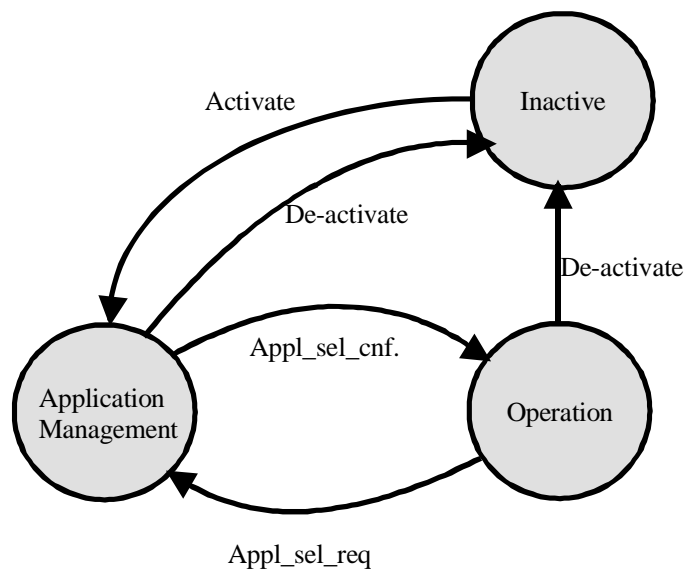 Activate
Inactive
De-activate
De-activate
Appl_sel_cnf.
Application
Management
Operation
Appl_sel_req